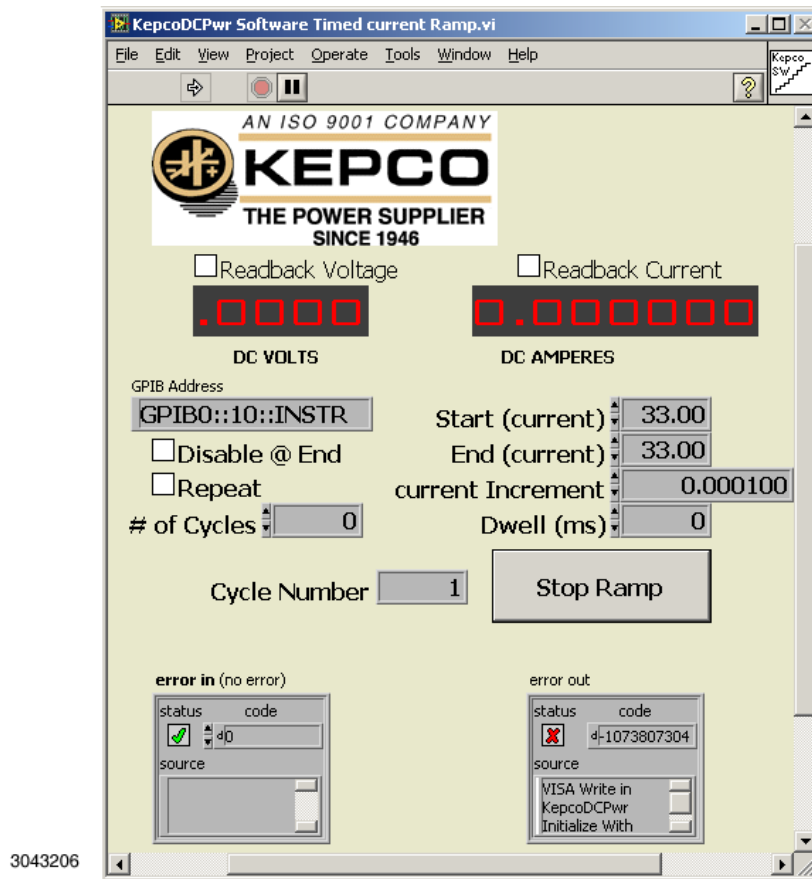 KepcoDCPwr Software Timed current Ramp.vi
File Edit View Project Operate Tools Window Help
Kepco
SW
AN ISO 9001 COMPANY
KEPCO
THE POWER SUPPLIER
SINCE 1946
Readback Voltage
Readback Current
.0000
0.000000
DC VOLTS
DC AMPERES
GPIB Address
GPIB0::10::INSTR
Start (current) 33.00
Disable @ End
End (current) 33.00
Repeat
current Increment 0.000100
# of Cycles 0
Dwell (ms) 0
Cycle Number 1
Stop Ramp
error in (no error)
error out
status code
status code
d0
d-1073807304
source
source
VISA Write in
KepcoDCPwr
Initialize With
3043206